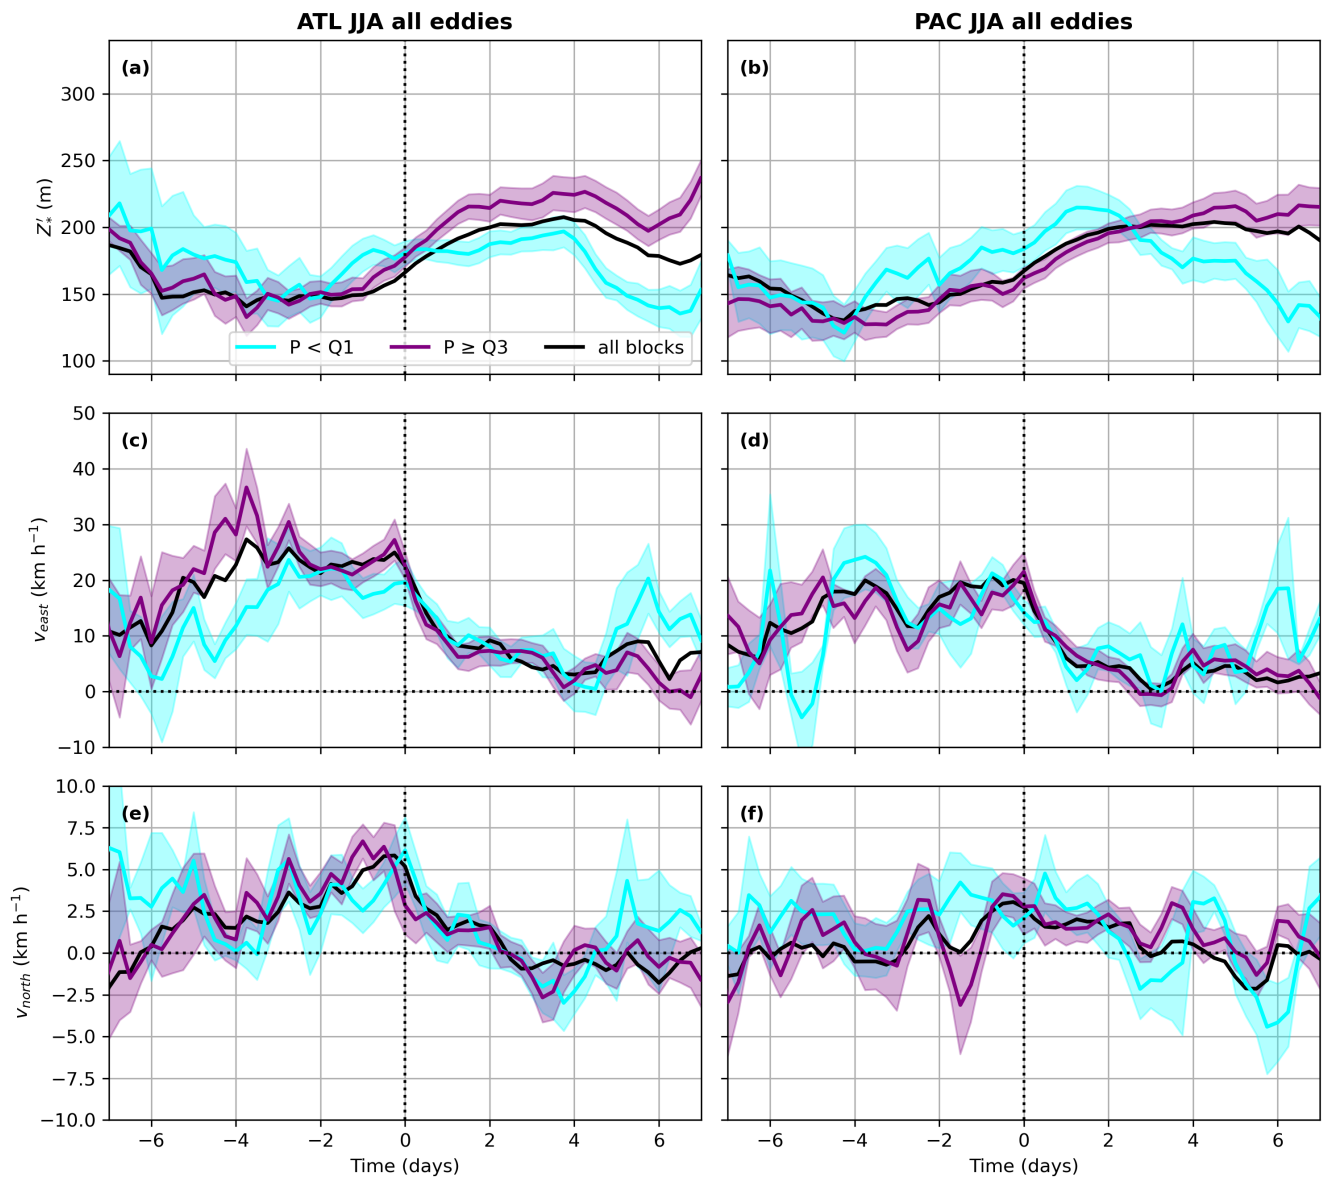 ATL JJA all eddies
PAC JJA all eddies
(a)
(b)
300
250
200
150
100
Z′* (m)
P < Q1
P ≥ Q3
all blocks
(c)
(d)
50
40
30
20
10
0
−10
v_east (km h⁻¹)
(e)
(f)
10.0
7.5
5.0
2.5
0.0
−2.5
−5.0
−7.5
−10.0
v_north (km h⁻¹)
−6 −4 −2 0 2 4 6
−6 −4 −2 0 2 4 6
Time (days)
Time (days)